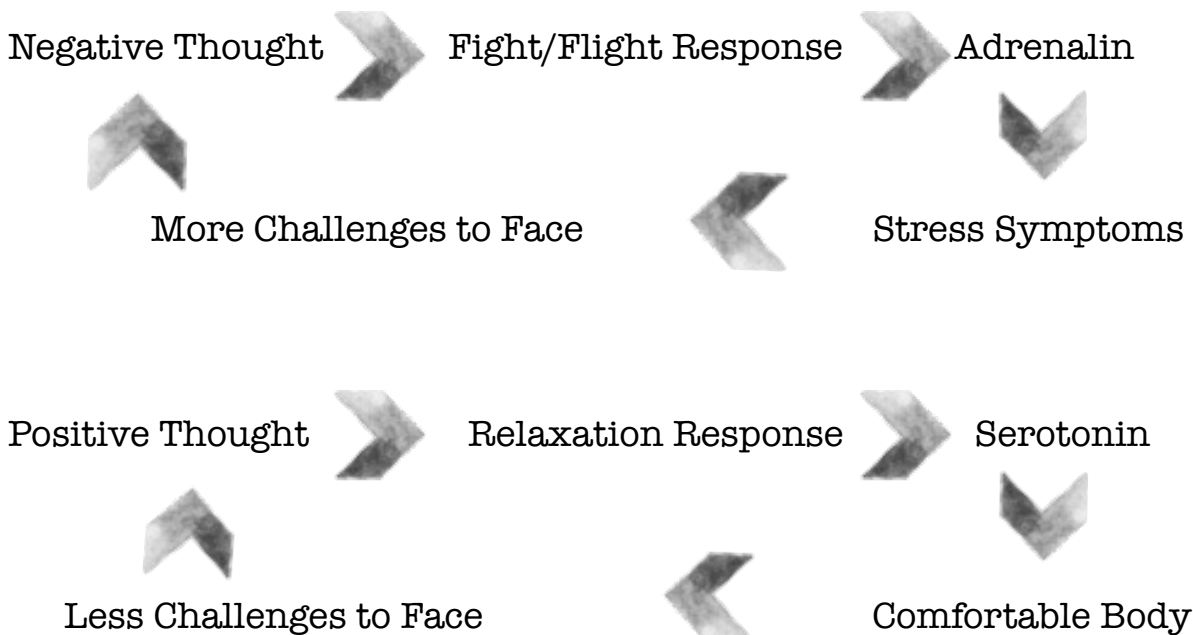 Negative Thought Fight/Flight Response Adrenalin
More Challenges to Face Stress Symptoms
Positive Thought Relaxation Response Serotonin
Less Challenges to Face Comfortable Body